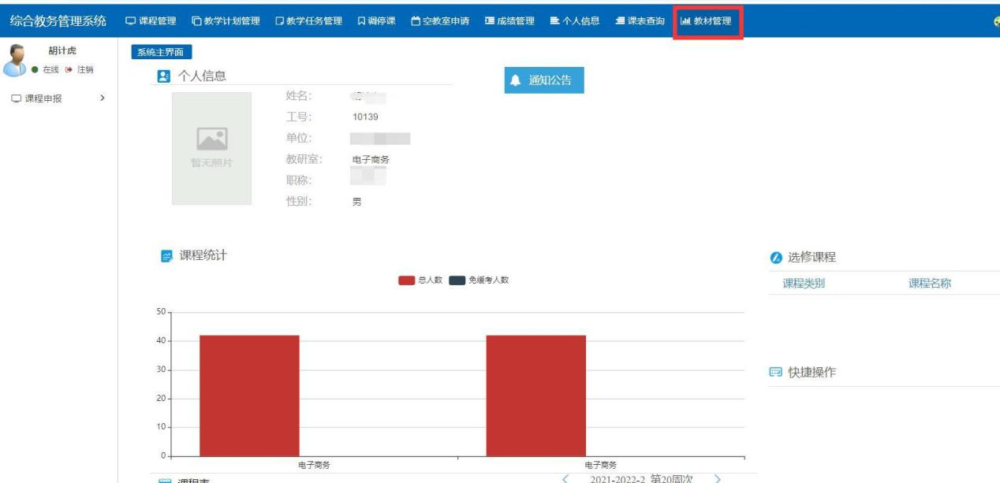 综合教务管理系统 课程管理 教学计划管理 教学任务管理 调停课 空教室申请 成绩管理 个人信息 课表查询 教材管理
胡计虎
在线 注销
课程申报
系统主界面
个人信息
通知公告
姓名：
工号： 10139
单位：
教研室： 电子商务
职称：
性别： 男
暂无照片
课程统计
总人数 免缓考人数
50
40
30
20
10
0
电子商务 电子商务
选修课程
课程类别 课程名称
快捷操作
课程表 2021-2022-2 第20周次